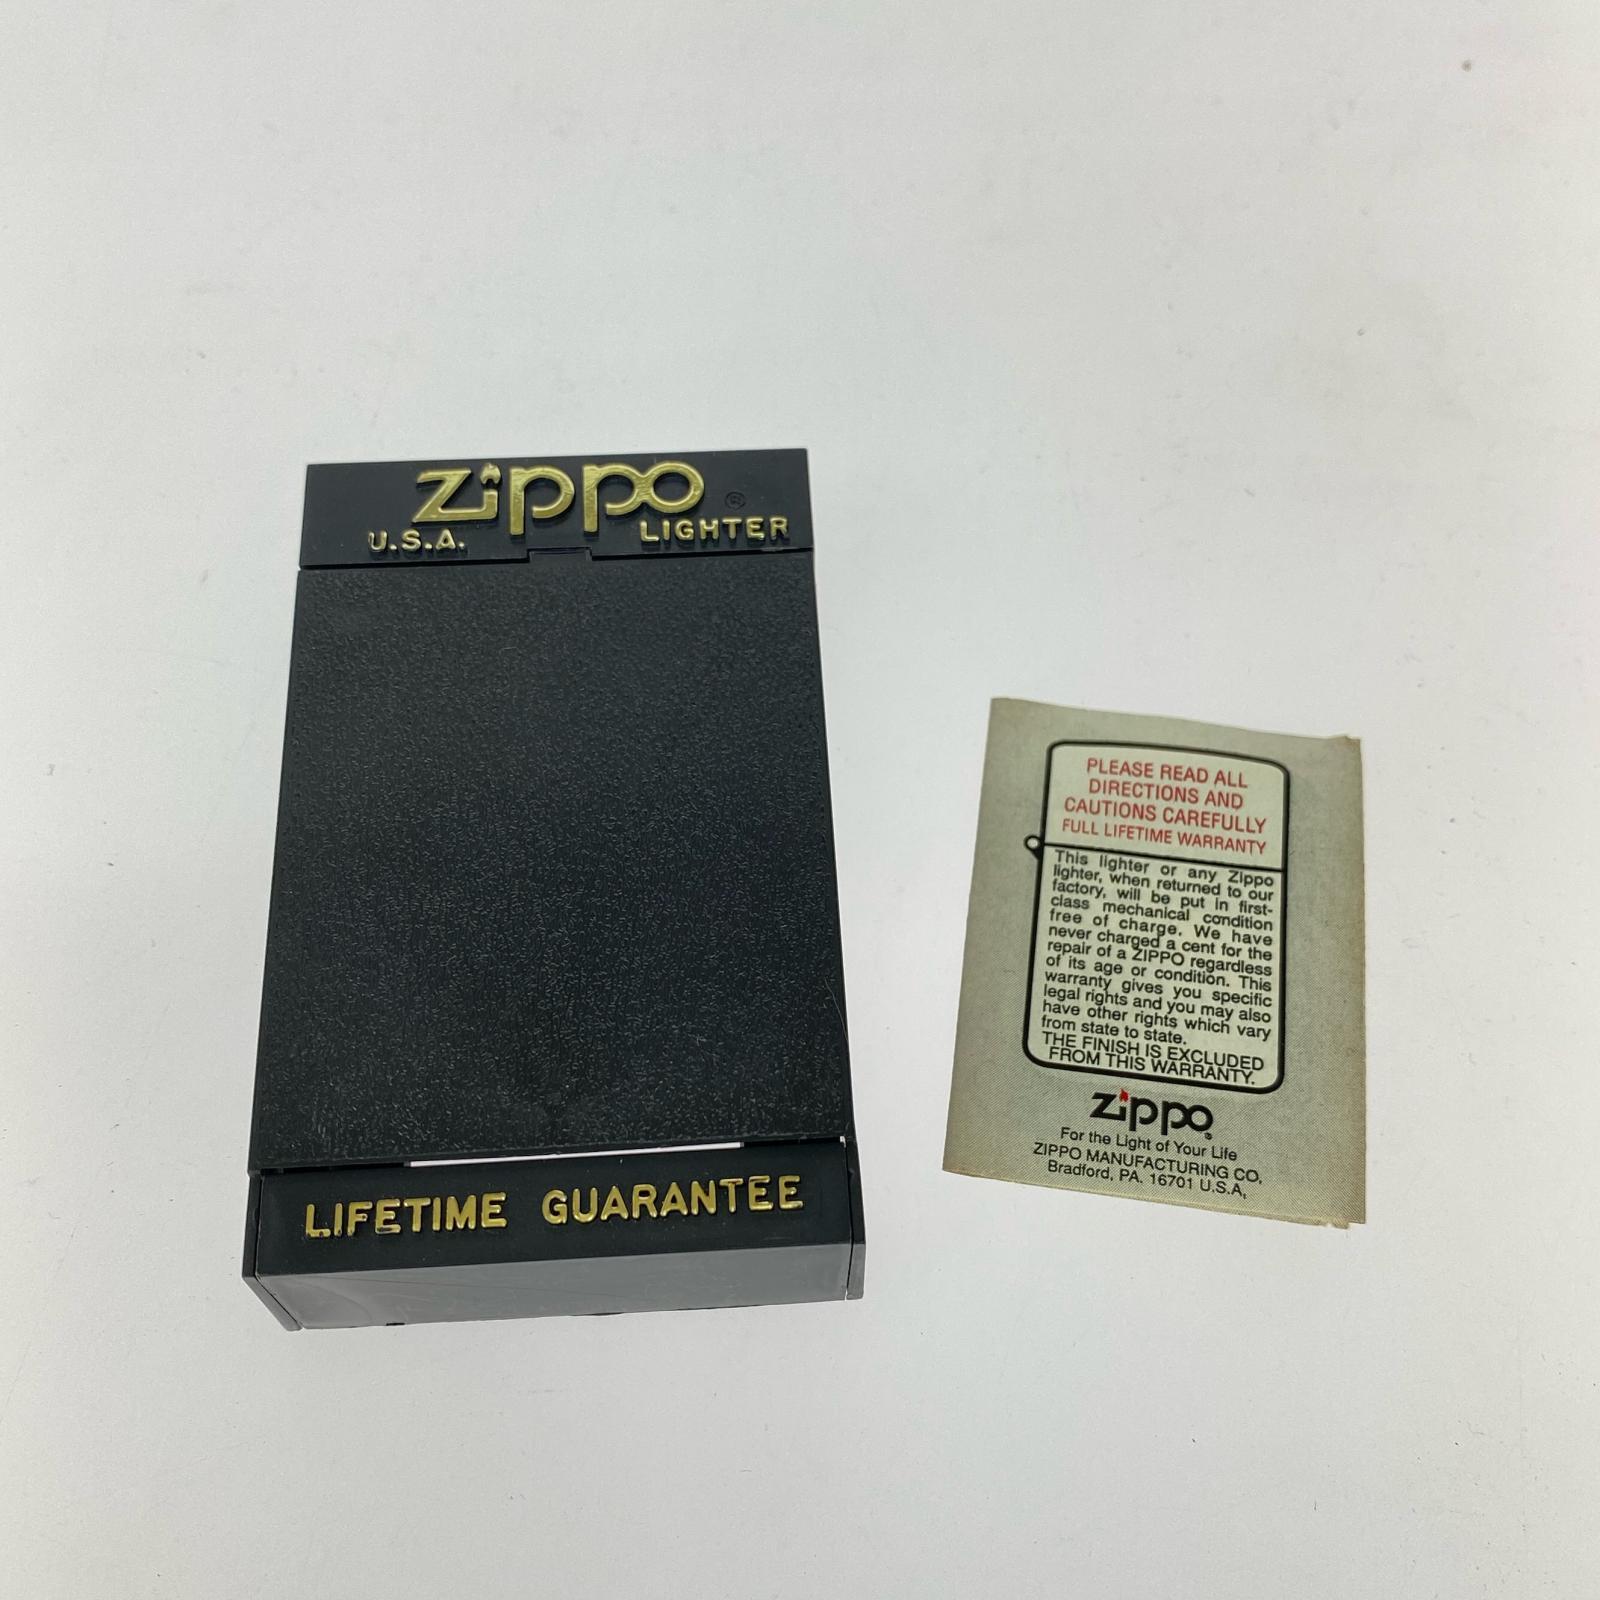 Zippo ®
U.S.A. LIGHTER
LIFETIME GUARANTEE
PLEASE READ ALL
DIRECTIONS AND
CAUTIONS CAREFULLY
FULL LIFETIME WARRANTY
This lighter or any Zippo
lighter, when returned to our
factory, will be put in first-
class mechanical condition
free of charge. We have
never charged a cent for the
repair of a ZIPPO regardless
of its age or condition. This
warranty gives you specific
legal rights and you may also
have other rights which vary
from state to state.
THE FINISH IS EXCLUDED
FROM THIS WARRANTY.
Zippo®
For the Light of Your Life
ZIPPO MANUFACTURING CO.
Bradford, PA. 16701 U.S.A.